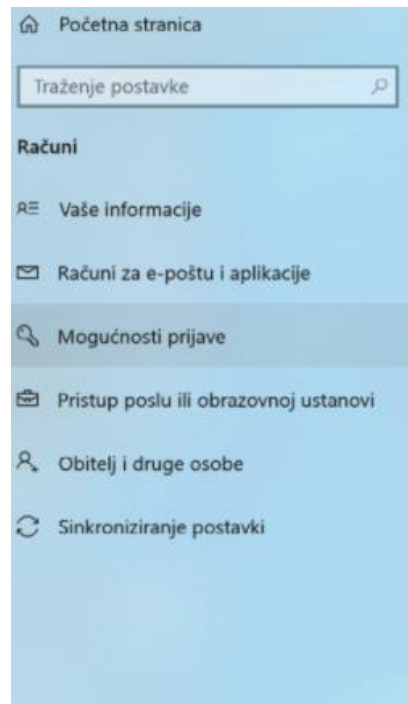 Početna stranica
Traženje postavke
Računi
Vaše informacije
Računi za e-poštu i aplikacije
Mogućnosti prijave
Pristup poslu ili obrazovnoj ustanovi
Obitelj i druge osobe
Sinkroniziranje postavki